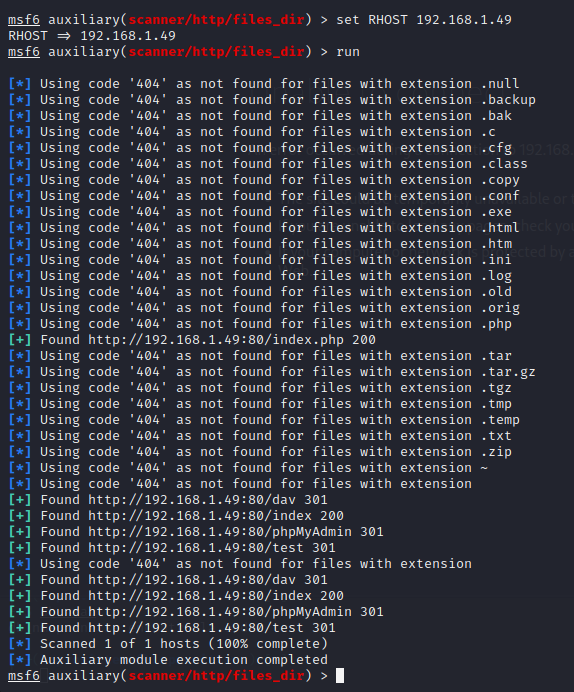 msf6 auxiliary(scanner/http/files_dir) > set RHOST 192.168.1.49
RHOST => 192.168.1.49
msf6 auxiliary(scanner/http/files_dir) > run
[*] Using code '404' as not found for files with extension .null
[*] Using code '404' as not found for files with extension .backup
[*] Using code '404' as not found for files with extension .bak
[*] Using code '404' as not found for files with extension .c
[*] Using code '404' as not found for files with extension .cfg
[*] Using code '404' as not found for files with extension .class
[*] Using code '404' as not found for files with extension .copy
[*] Using code '404' as not found for files with extension .conf
[*] Using code '404' as not found for files with extension .exe
[*] Using code '404' as not found for files with extension .html
[*] Using code '404' as not found for files with extension .htm
[*] Using code '404' as not found for files with extension .ini
[*] Using code '404' as not found for files with extension .log
[*] Using code '404' as not found for files with extension .old
[*] Using code '404' as not found for files with extension .orig
[*] Using code '404' as not found for files with extension .php
[+] Found http://192.168.1.49:80/index.php 200
[*] Using code '404' as not found for files with extension .tar
[*] Using code '404' as not found for files with extension .tar.gz
[*] Using code '404' as not found for files with extension .tgz
[*] Using code '404' as not found for files with extension .tmp
[*] Using code '404' as not found for files with extension .temp
[*] Using code '404' as not found for files with extension .txt
[*] Using code '404' as not found for files with extension .zip
[*] Using code '404' as not found for files with extension ~
[*] Using code '404' as not found for files with extension
[+] Found http://192.168.1.49:80/dav 301
[+] Found http://192.168.1.49:80/index 200
[+] Found http://192.168.1.49:80/phpMyAdmin 301
[+] Found http://192.168.1.49:80/test 301
[*] Using code '404' as not found for files with extension
[+] Found http://192.168.1.49:80/dav 301
[+] Found http://192.168.1.49:80/index 200
[+] Found http://192.168.1.49:80/phpMyAdmin 301
[+] Found http://192.168.1.49:80/test 301
[*] Scanned 1 of 1 hosts (100% complete)
[*] Auxiliary module execution completed
msf6 auxiliary(scanner/http/files_dir) >